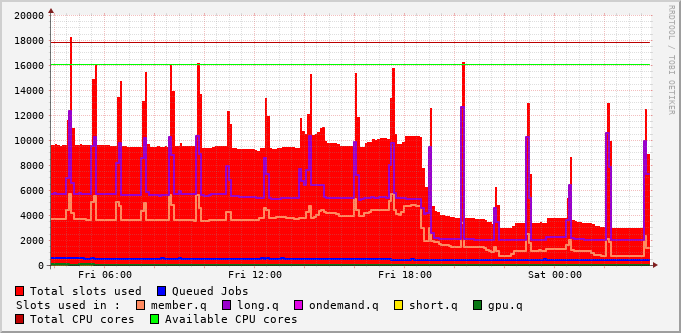 RRDTOOL / TOBI OETIKER
20000
18000
16000
14000
12000
10000
8000
6000
4000
2000
0
Fri 06:00 Fri 12:00 Fri 18:00 Sat 00:00
Total slots used Queued Jobs
Slots used in : member.q long.q ondemand.q short.q gpu.q
Total CPU cores Available CPU cores